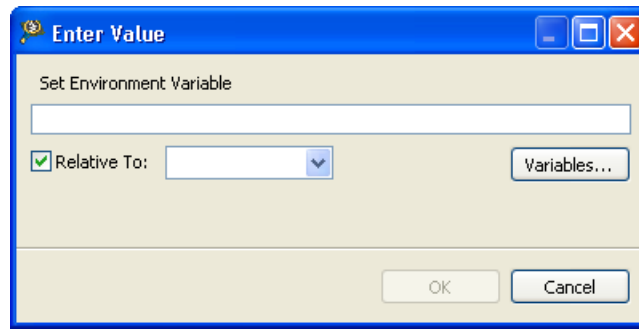 Enter Value
Set Environment Variable
Relative To:
Variables...
OK
Cancel